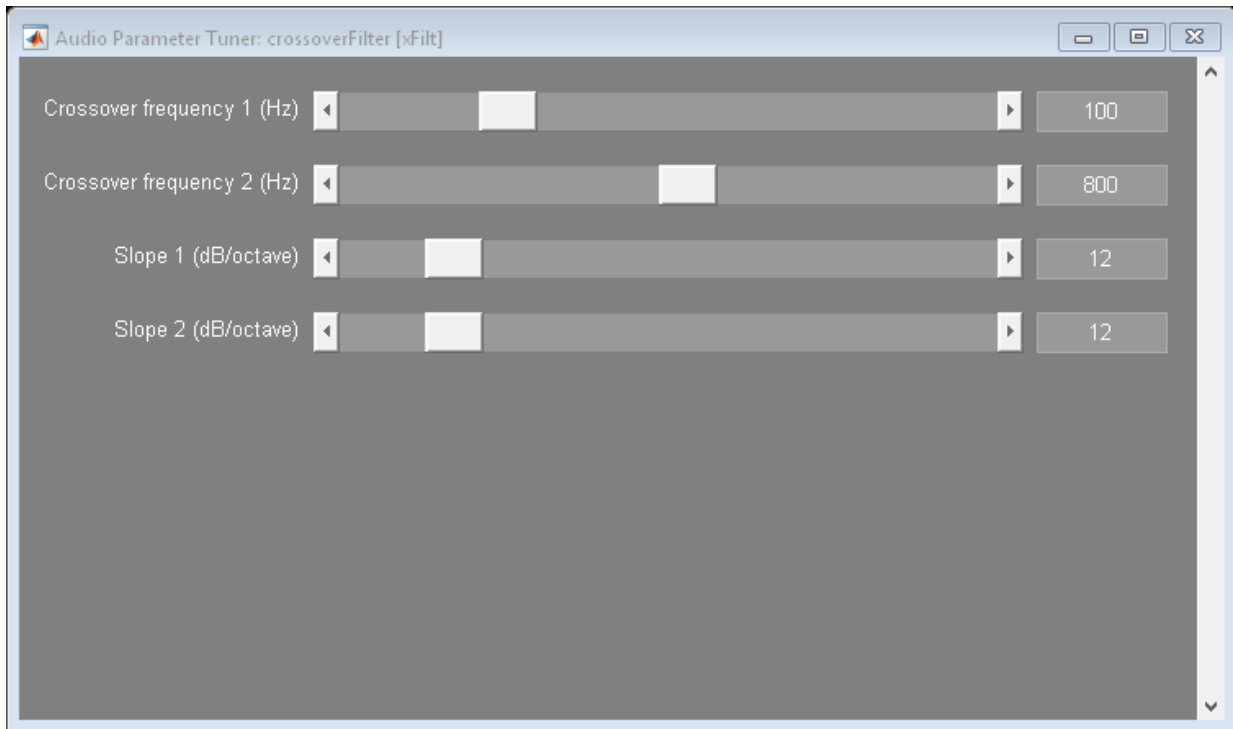 Audio Parameter Tuner: crossoverFilter [xFilt]
Crossover frequency 1 (Hz) 100
Crossover frequency 2 (Hz) 800
Slope 1 (dB/octave) 12
Slope 2 (dB/octave) 12